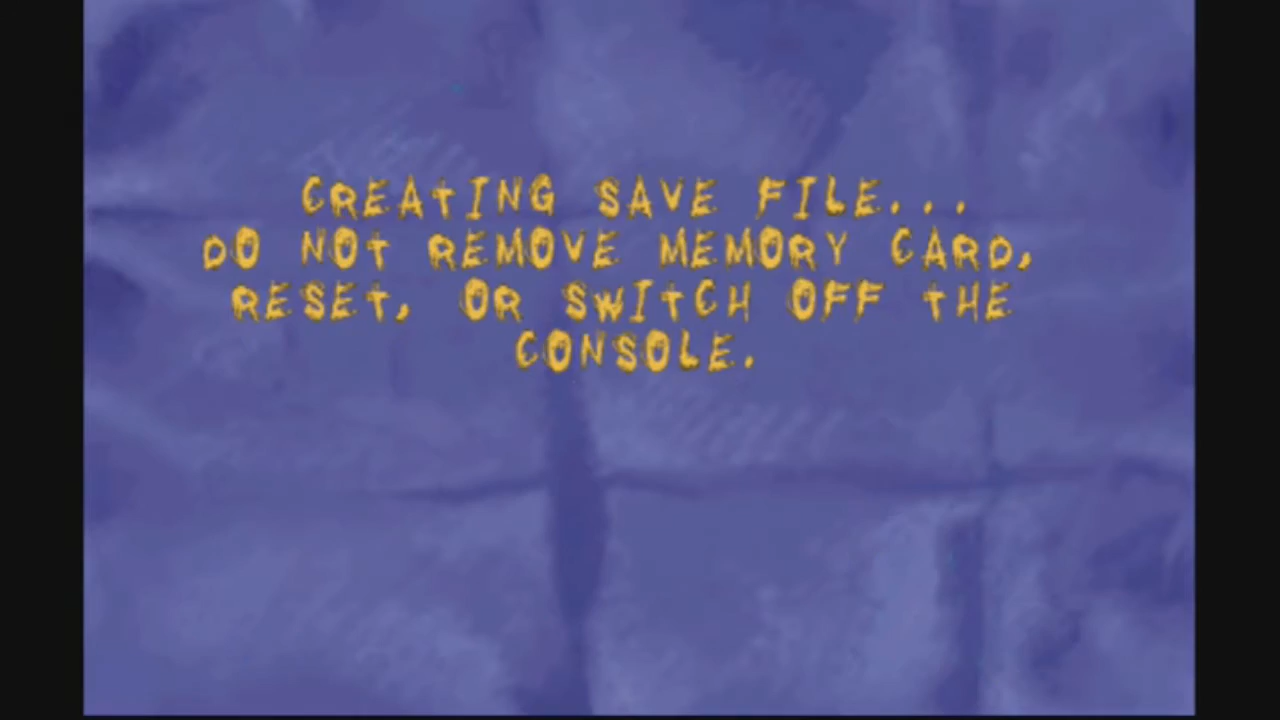 CREATING SAVE FILE...
DO NOT REMOVE MEMORY CARD,
RESET, OR SWITCH OFF THE
CONSOLE.